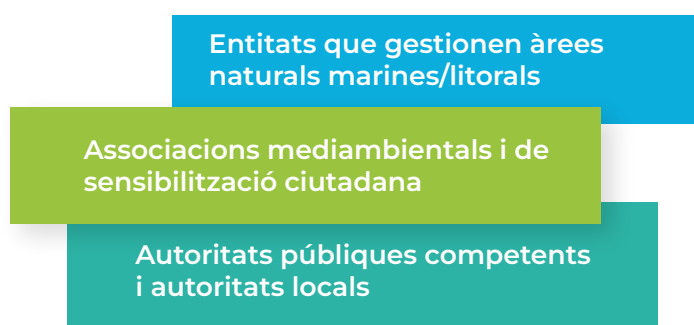 Entitats que gestionen àrees
naturals marines/litorals
Associacions mediambientals i de
sensibilització ciutadana
Autoritats públiques competents
i autoritats locals